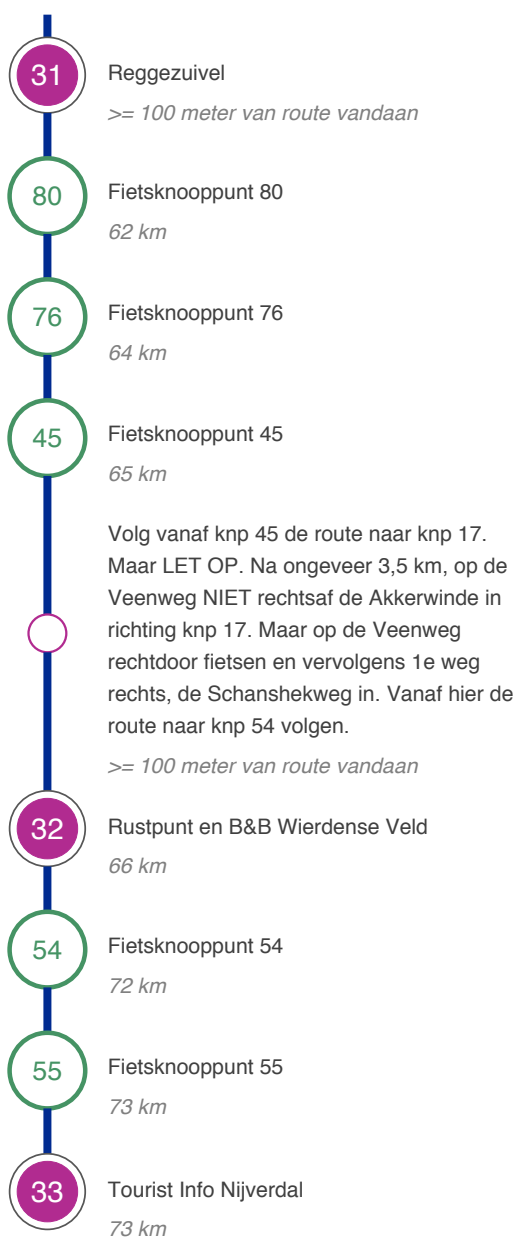 31
Reggezuivel
>= 100 meter van route vandaan
80
Fietsknooppunt 80
62 km
76
Fietsknooppunt 76
64 km
45
Fietsknooppunt 45
65 km
Volg vanaf knp 45 de route naar knp 17.
Maar LET OP. Na ongeveer 3,5 km, op de
Veenweg NIET rechtsaf de Akkerwinde in
richting knp 17. Maar op de Veenweg
rechtdoor fietsen en vervolgens 1e weg
rechts, de Schanshekweg in. Vanaf hier de
route naar knp 54 volgen.
>= 100 meter van route vandaan
32
Rustpunt en B&B Wierdense Veld
66 km
54
Fietsknooppunt 54
72 km
55
Fietsknooppunt 55
73 km
33
Tourist Info Nijverdal
73 km